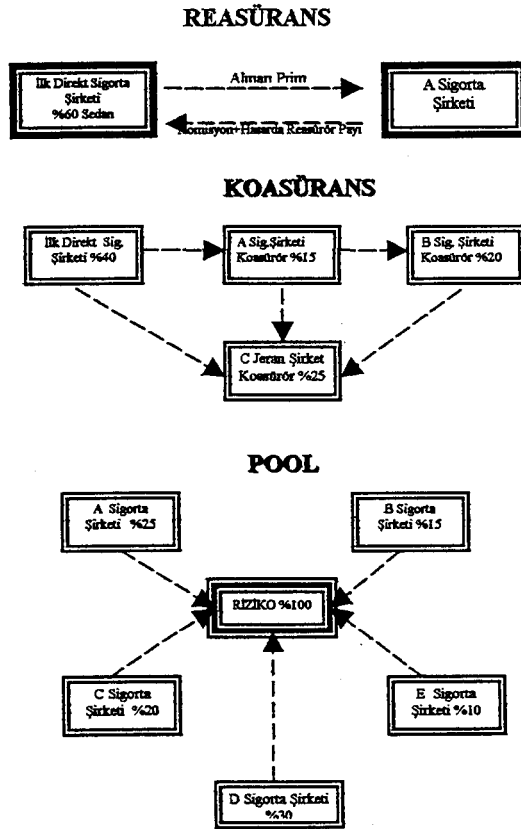 REASÜRANS
İlk Direkt Sigorta
Şirketi
%60 Sedan
Alınan Prim
Komisyon+Hasarda Reasürör Payı
A Sigorta
Şirketi
KOASÜRANS
İlk Direkt Sig.
Şirketi %40
A Sig.Şirketi
Koasürör %15
B Sig. Şirketi
Koasürör %20
C Jeran Şirket
Koasürör %25
POOL
A Sigorta
Şirketi %25
B Sigorta
Şirketi %15
RİZİKO %100
C Sigorta
Şirketi %20
E Sigorta
Şirketi %10
D Sigorta Şirketi
%30